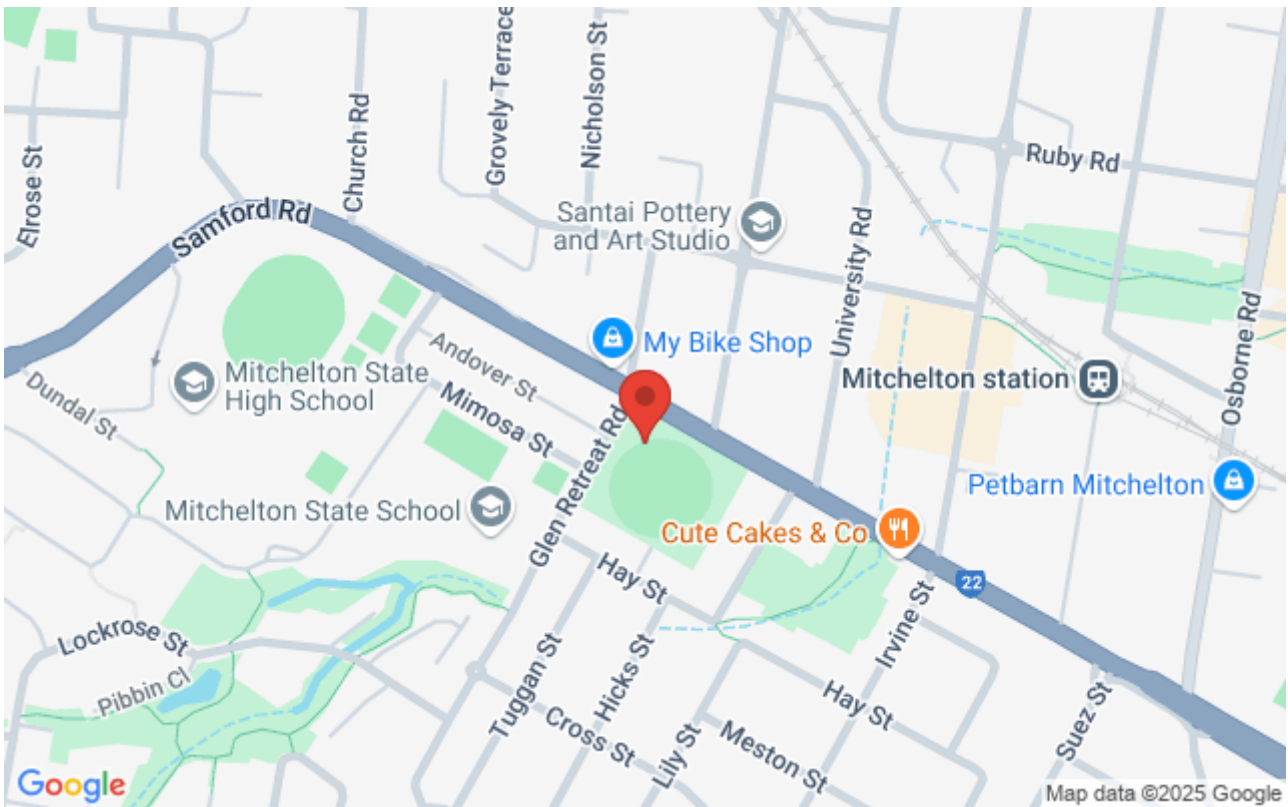 Elrose St
Church Rd
Grovely Terrace
Nicholson St
Ruby Rd
Samford Rd
Santai Pottery
and Art Studio
University Rd
My Bike Shop
Andover St
Mitchelton State
High School
Mimosa St
Mitchelton station
Osborne Rd
Dundal St
Glen Retreat Rd
Petbarn Mitchelton
Mitchelton State School
Cute Cakes & Co
Hay St
22
Irvine St
Lockrose St
Pibbin Cl
Tuggan St
Hicks St
Cross St
Lily St
Hay St
Meston St
Suez St
Google
Map data ©2025 Google